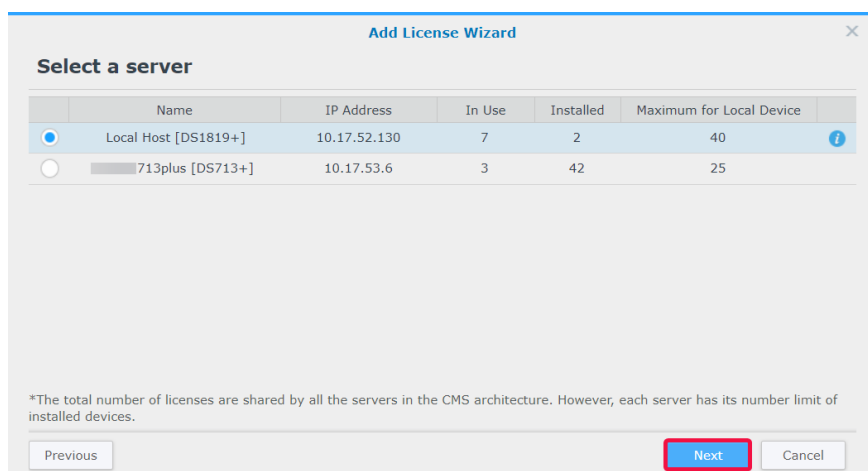 Add License Wizard
Select a server
Name IP Address In Use Installed Maximum for Local Device
Local Host [DS1819+] 10.17.52.130 7 2 40
713plus [DS713+] 10.17.53.6 3 42 25
*The total number of licenses are shared by all the servers in the CMS architecture. However, each server has its number limit of
installed devices.
Previous Next Cancel